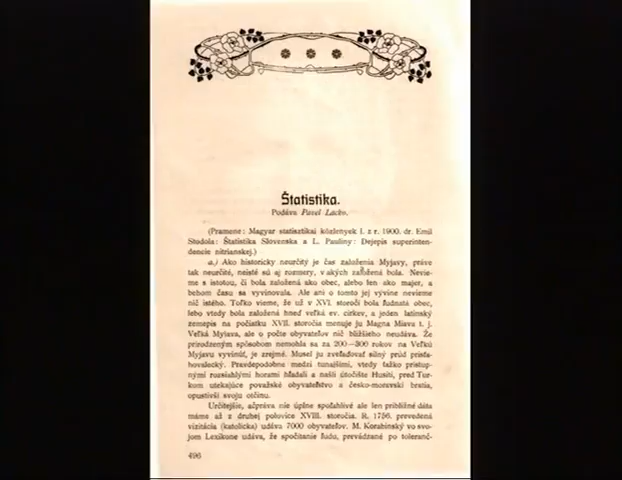 Štatistika.
Podáva Pavel Lacko.
(Pramene: Magyar statisztikai közlenyek I. z r. 1900. dr. Emil
Stodola: Štatistika Slovenska a L. Pauliny: Dejepis superinten-
dencie nitrianskej.)
a.) Ako historicky neurčitý je čas založenia Myjavy, práve
tak neurčité, neisté sú aj rozmery, v akých založená bola. Nevie-
me s istotou, či bola založená ako obec, alebo len ako majer, a
behom času sa vyvinovala. Ale ani o tomto jej vývine nevieme
nič istého. Toľko vieme, že už v XVI. storočí bola ľudnatá obec,
lebo vtedy bola založená hneď veľká ev. cirkev, a jeden latinský
zemepis na počiatku XVII. storočia menuje ju Magna Miava t. j.
Veľká Myjava, ale o počte obyvateľov nič bližšieho neudáva. Že
prirodzeným spôsobom nemohla sa za 200—300 rokov na Veľkú
Myjavu vyvinúť, je zrejmé. Musel ju zveľaďovať silný prúd prisťa-
hovalecký. Pravdepodobne medzi tunajšími, vtedy ťažko prístup-
nými rozsiahlymi horami hľadali a našli útočište Husiti, pred Tur-
kom utekajúce považské obyvateľstvo a česko-moravskí bratia,
opustivší svoju otčinu.
Určitejšie, ačpráve nie úplne spoľahlivé ale len približné dáta
máme až z druhej polovice XVIII. storočia. R. 1756. prevedená
vizitácia (katolícka) udáva 7000 obyvateľov. M. Korabinský vo svo-
jom Lexikone udáva, že spočítanie ľudu, prevádzané po toleranč-
496